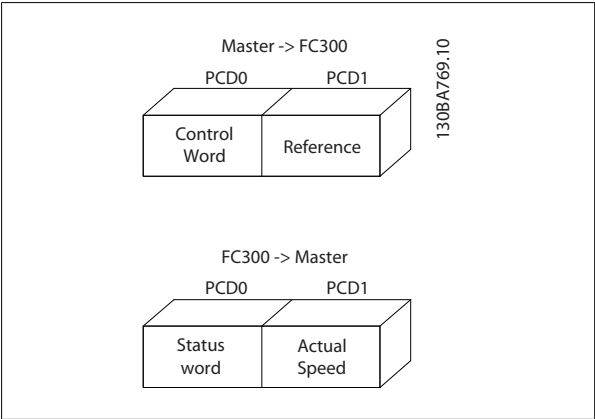 Master -> FC300
PCD0 PCD1
Control
Word
Reference
130BA769.10
FC300 -> Master
PCD0 PCD1
Status
word
Actual
Speed